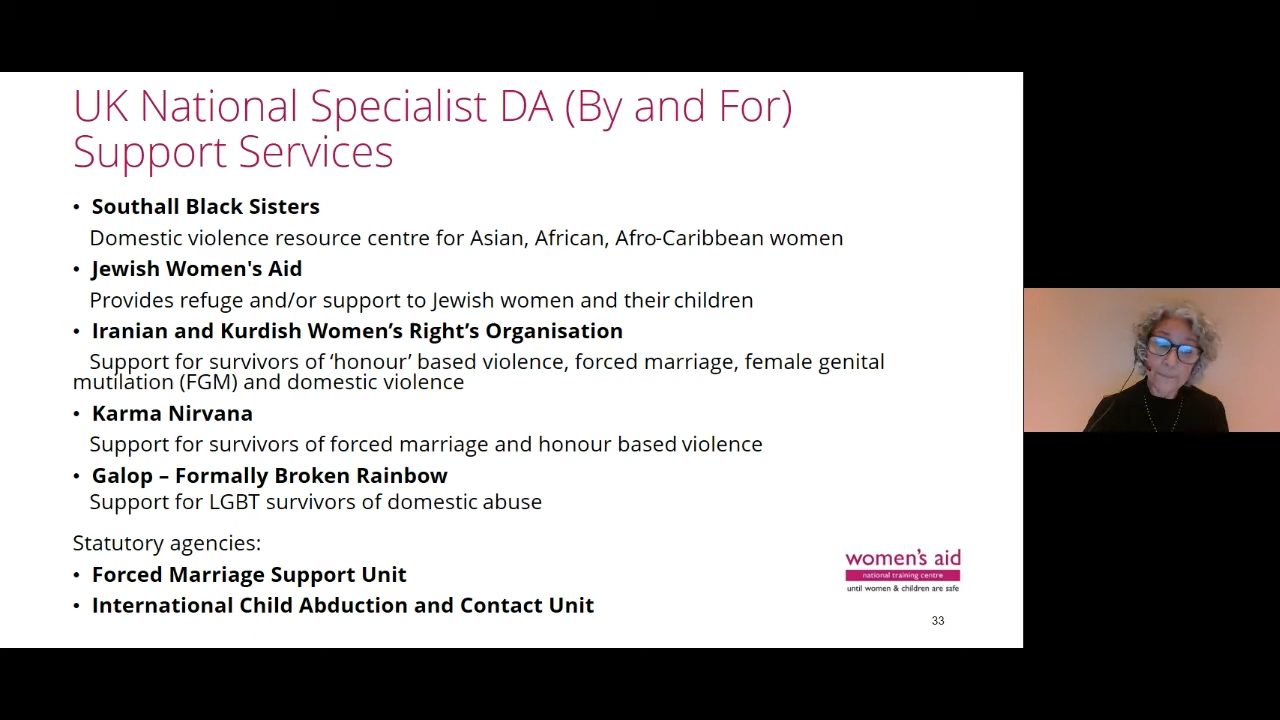 UK National Specialist DA (By and For)
Support Services
• Southall Black Sisters
Domestic violence resource centre for Asian, African, Afro-Caribbean women
• Jewish Women's Aid
Provides refuge and/or support to Jewish women and their children
• Iranian and Kurdish Women’s Right’s Organisation
Support for survivors of ‘honour’ based violence, forced marriage, female genital
mutilation (FGM) and domestic violence
• Karma Nirvana
Support for survivors of forced marriage and honour based violence
• Galop – Formally Broken Rainbow
Support for LGBT survivors of domestic abuse
Statutory agencies:
• Forced Marriage Support Unit
• International Child Abduction and Contact Unit
women’s aid
national training centre
until women & children are safe
33